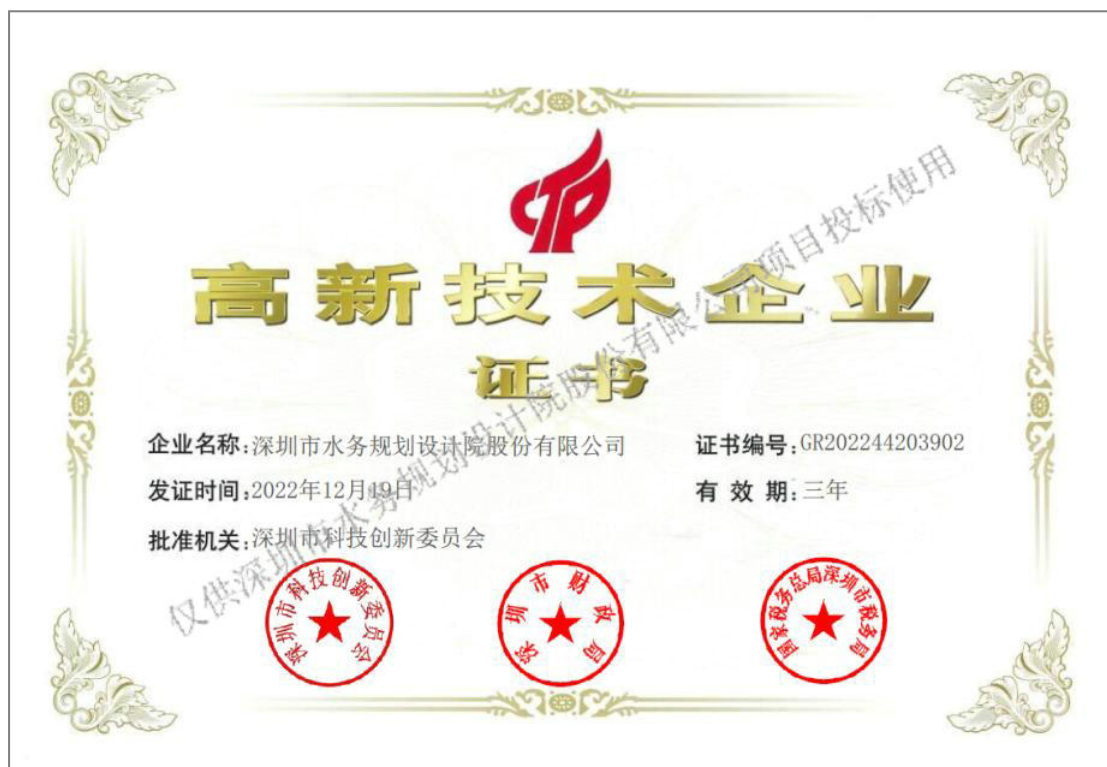 高新技术企业
证书
企业名称:深圳市水务规划设计院股份有限公司
证书编号:GR202244203902
发证时间:2022年12月19日
有效期:三年
批准机关:深圳市科技创新委员会
深圳市科技创新委员会
深圳市财政局
国家税务总局深圳市税务局
仅供深圳市水务规划设计院股份有限公司项目投标使用